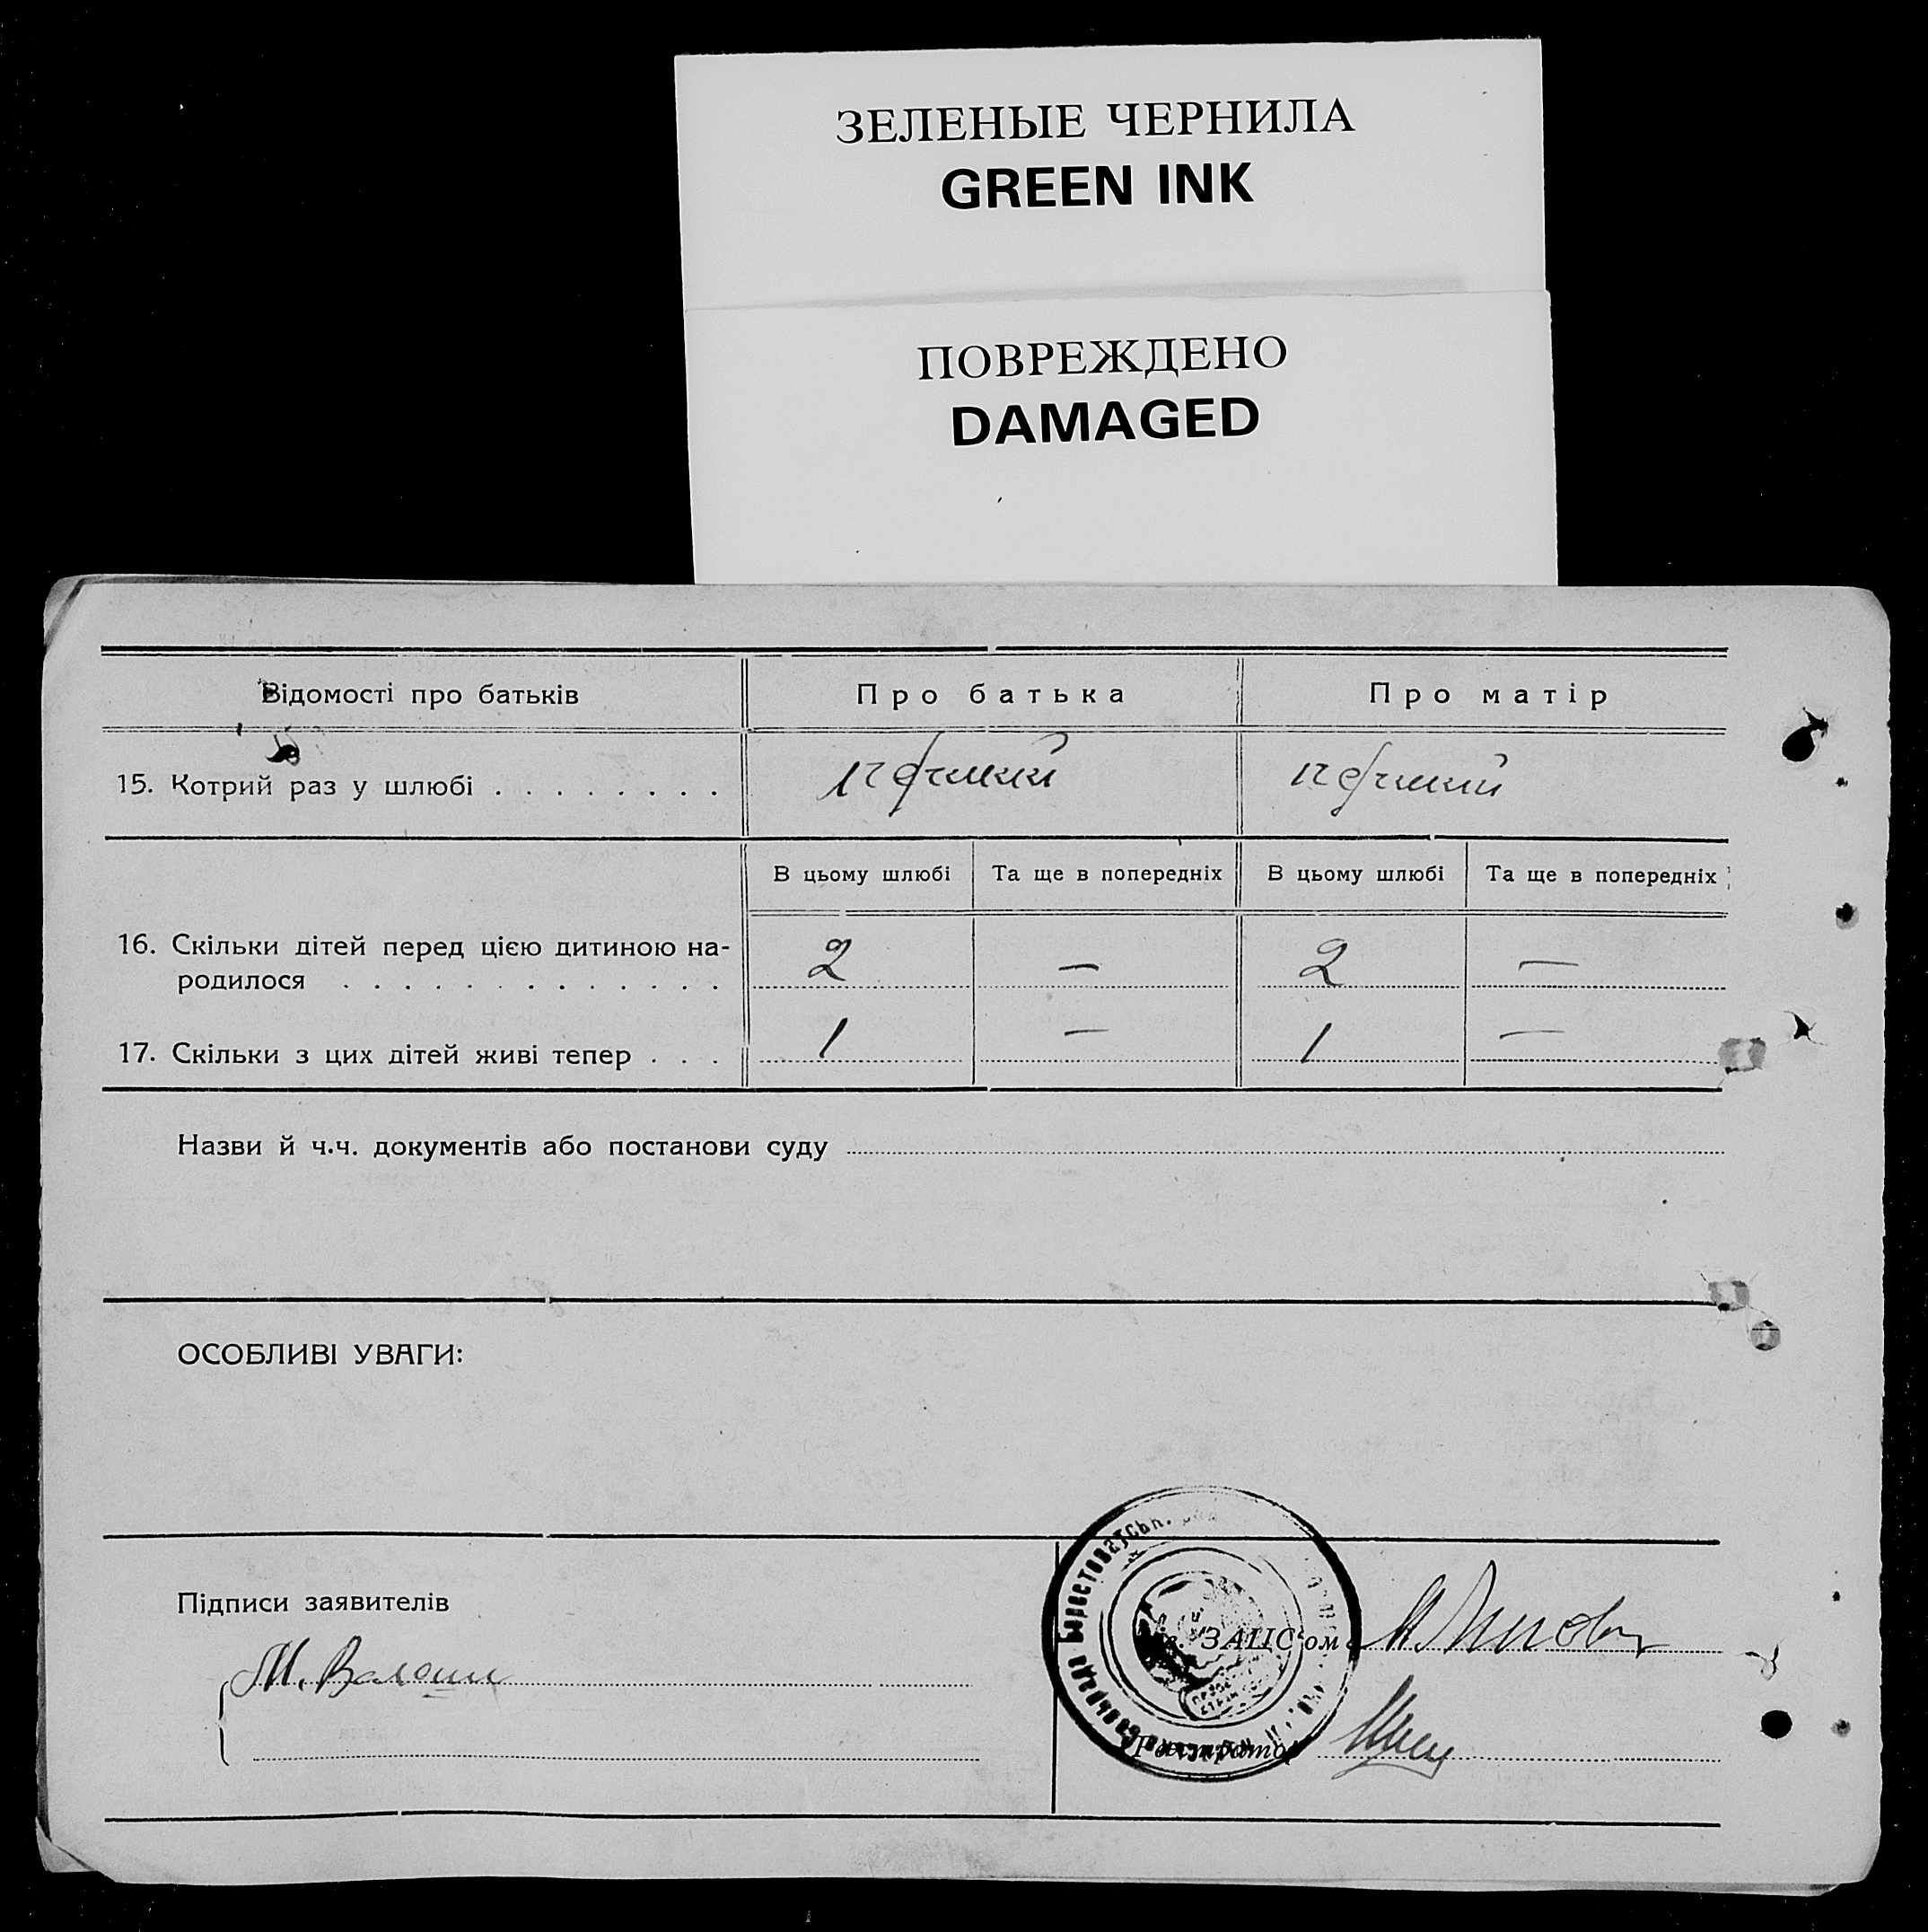 ЗЕЛЕНЫЕ ЧЕРНИЛА
GREEN INK
ПОВРЕЖДЕНО
DAMAGED
Відомості про батьків
Про батька
Про матір
15. Котрий раз у шлюбі . . . . . . . .
В цьому шлюбі
Та ще в попередніх
В цьому шлюбі
Та ще в попередніх
16. Скільки дітей перед цією дитиною на-
родилося . . . . . . . . . . . . .
2
—
2
—
17. Скільки з цих дітей живі тепер . . .
1
—
1
—
Назви й ч.ч. документів або постанови суду
ОСОБЛИВІ УВАГИ:
Підписи заявителів
ЗАЦС'ом
М.
Реєстратор